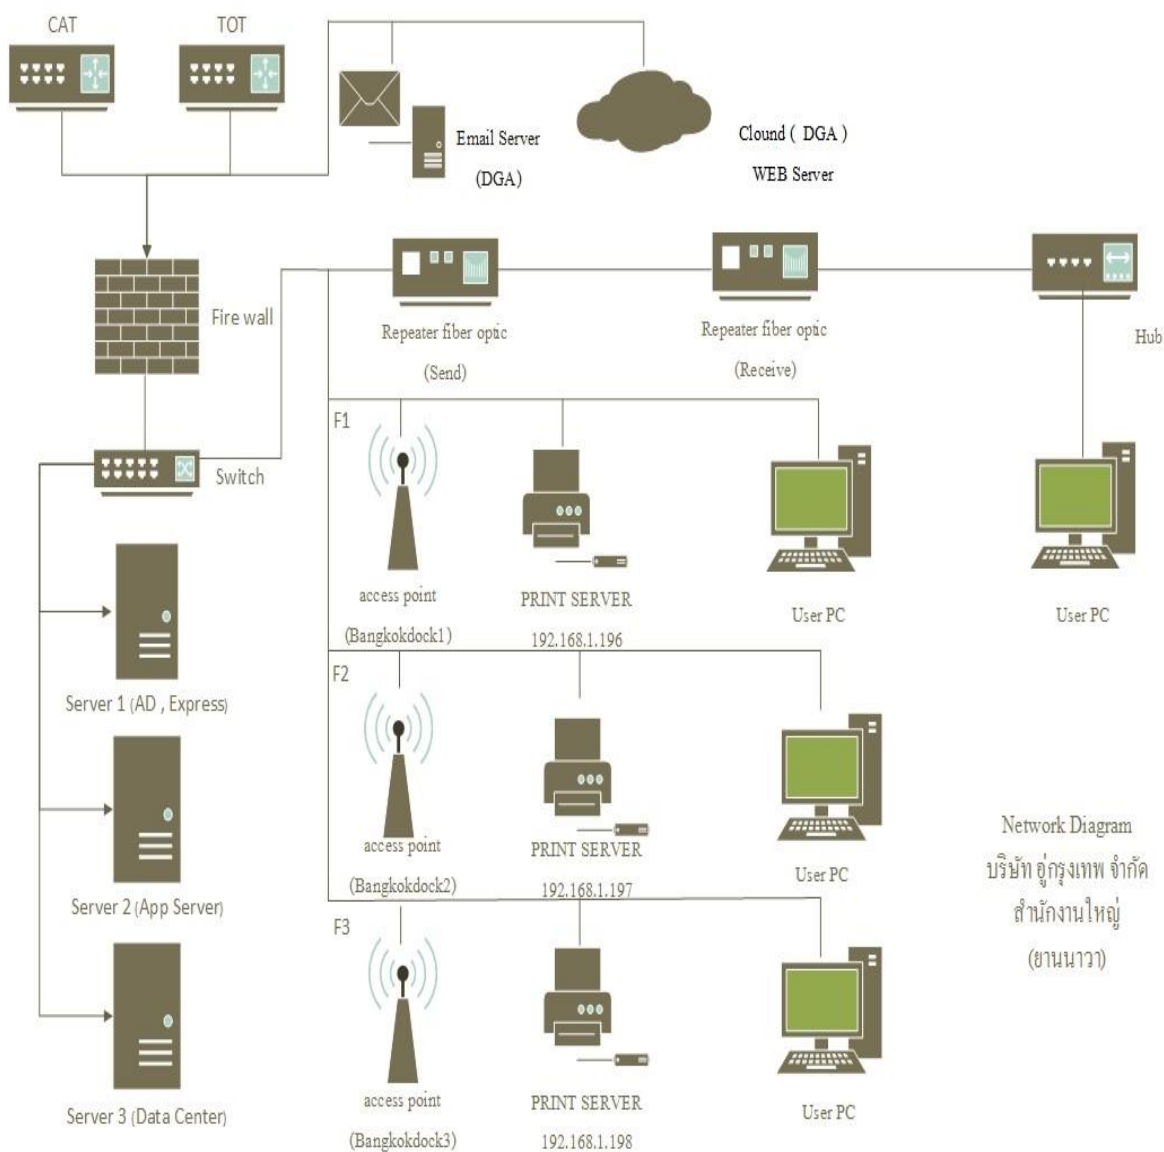 CAT
TOT
Email Server
(DGA)
Clound ( DGA )
WEB Server
Fire wall
Repeater fiber optic
(Send)
Repeater fiber optic
(Receive)
Hub
Switch
F1
access point
(Bangkokdock1)
PRINT SERVER
192.168.1.196
User PC
User PC
Server 1 (AD , Express)
F2
access point
(Bangkokdock2)
PRINT SERVER
192.168.1.197
User PC
Server 2 (App Server)
F3
access point
(Bangkokdock3)
PRINT SERVER
192.168.1.198
User PC
Server 3 (Data Center)
Network Diagram
บริษัท อู่กรุงเทพ จำกัด
สำนักงานใหญ่
(ยานนาวา)